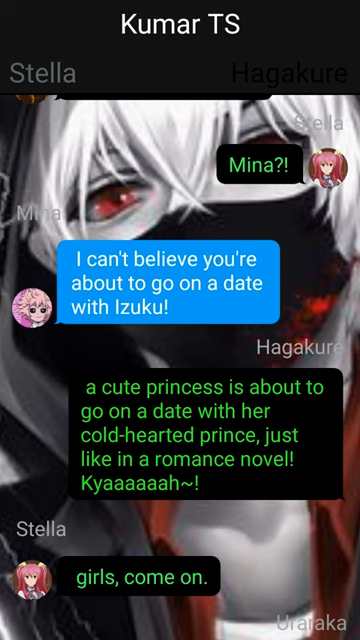 Kumar TS
Stella
Hagakure
Stella
Mina?!
Mina
I can't believe you're
about to go on a date
with Izuku!
Hagakure
a cute princess is about to
go on a date with her
cold-hearted prince, just
like in a romance novel!
Kyaaaaaah~!
Stella
girls, come on.
Uraraka